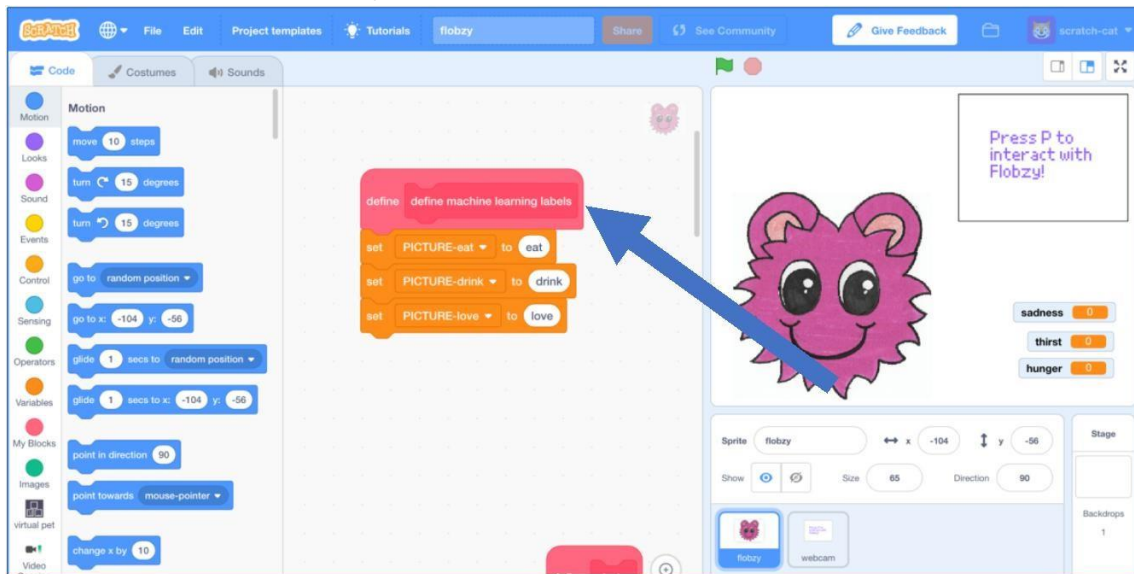 SCRATCH File Edit Project templates Tutorials flobzy Share See Community Give Feedback scratch-cat
Code Costumes Sounds
Motion
Looks
Sound
Events
Control
Sensing
Operators
Variables
My Blocks
Images
virtual pet
Video
Motion
move 10 steps
turn 15 degrees
turn 15 degrees
go to random position
go to x: -104 y: -56
glide 1 secs to random position
glide 1 secs to x: -104 y: -56
point in direction 90
point towards mouse-pointer
change x by 10
define define machine learning labels
set PICTURE-eat to eat
set PICTURE-drink to drink
set PICTURE-love to love
Press P to
interact with
Flobzy!
sadness 0
thirst 0
hunger 0
Sprite flobzy x -104 y -56
Show Size 65 Direction 90
flobzy
webcam
Stage
Backdrops
1